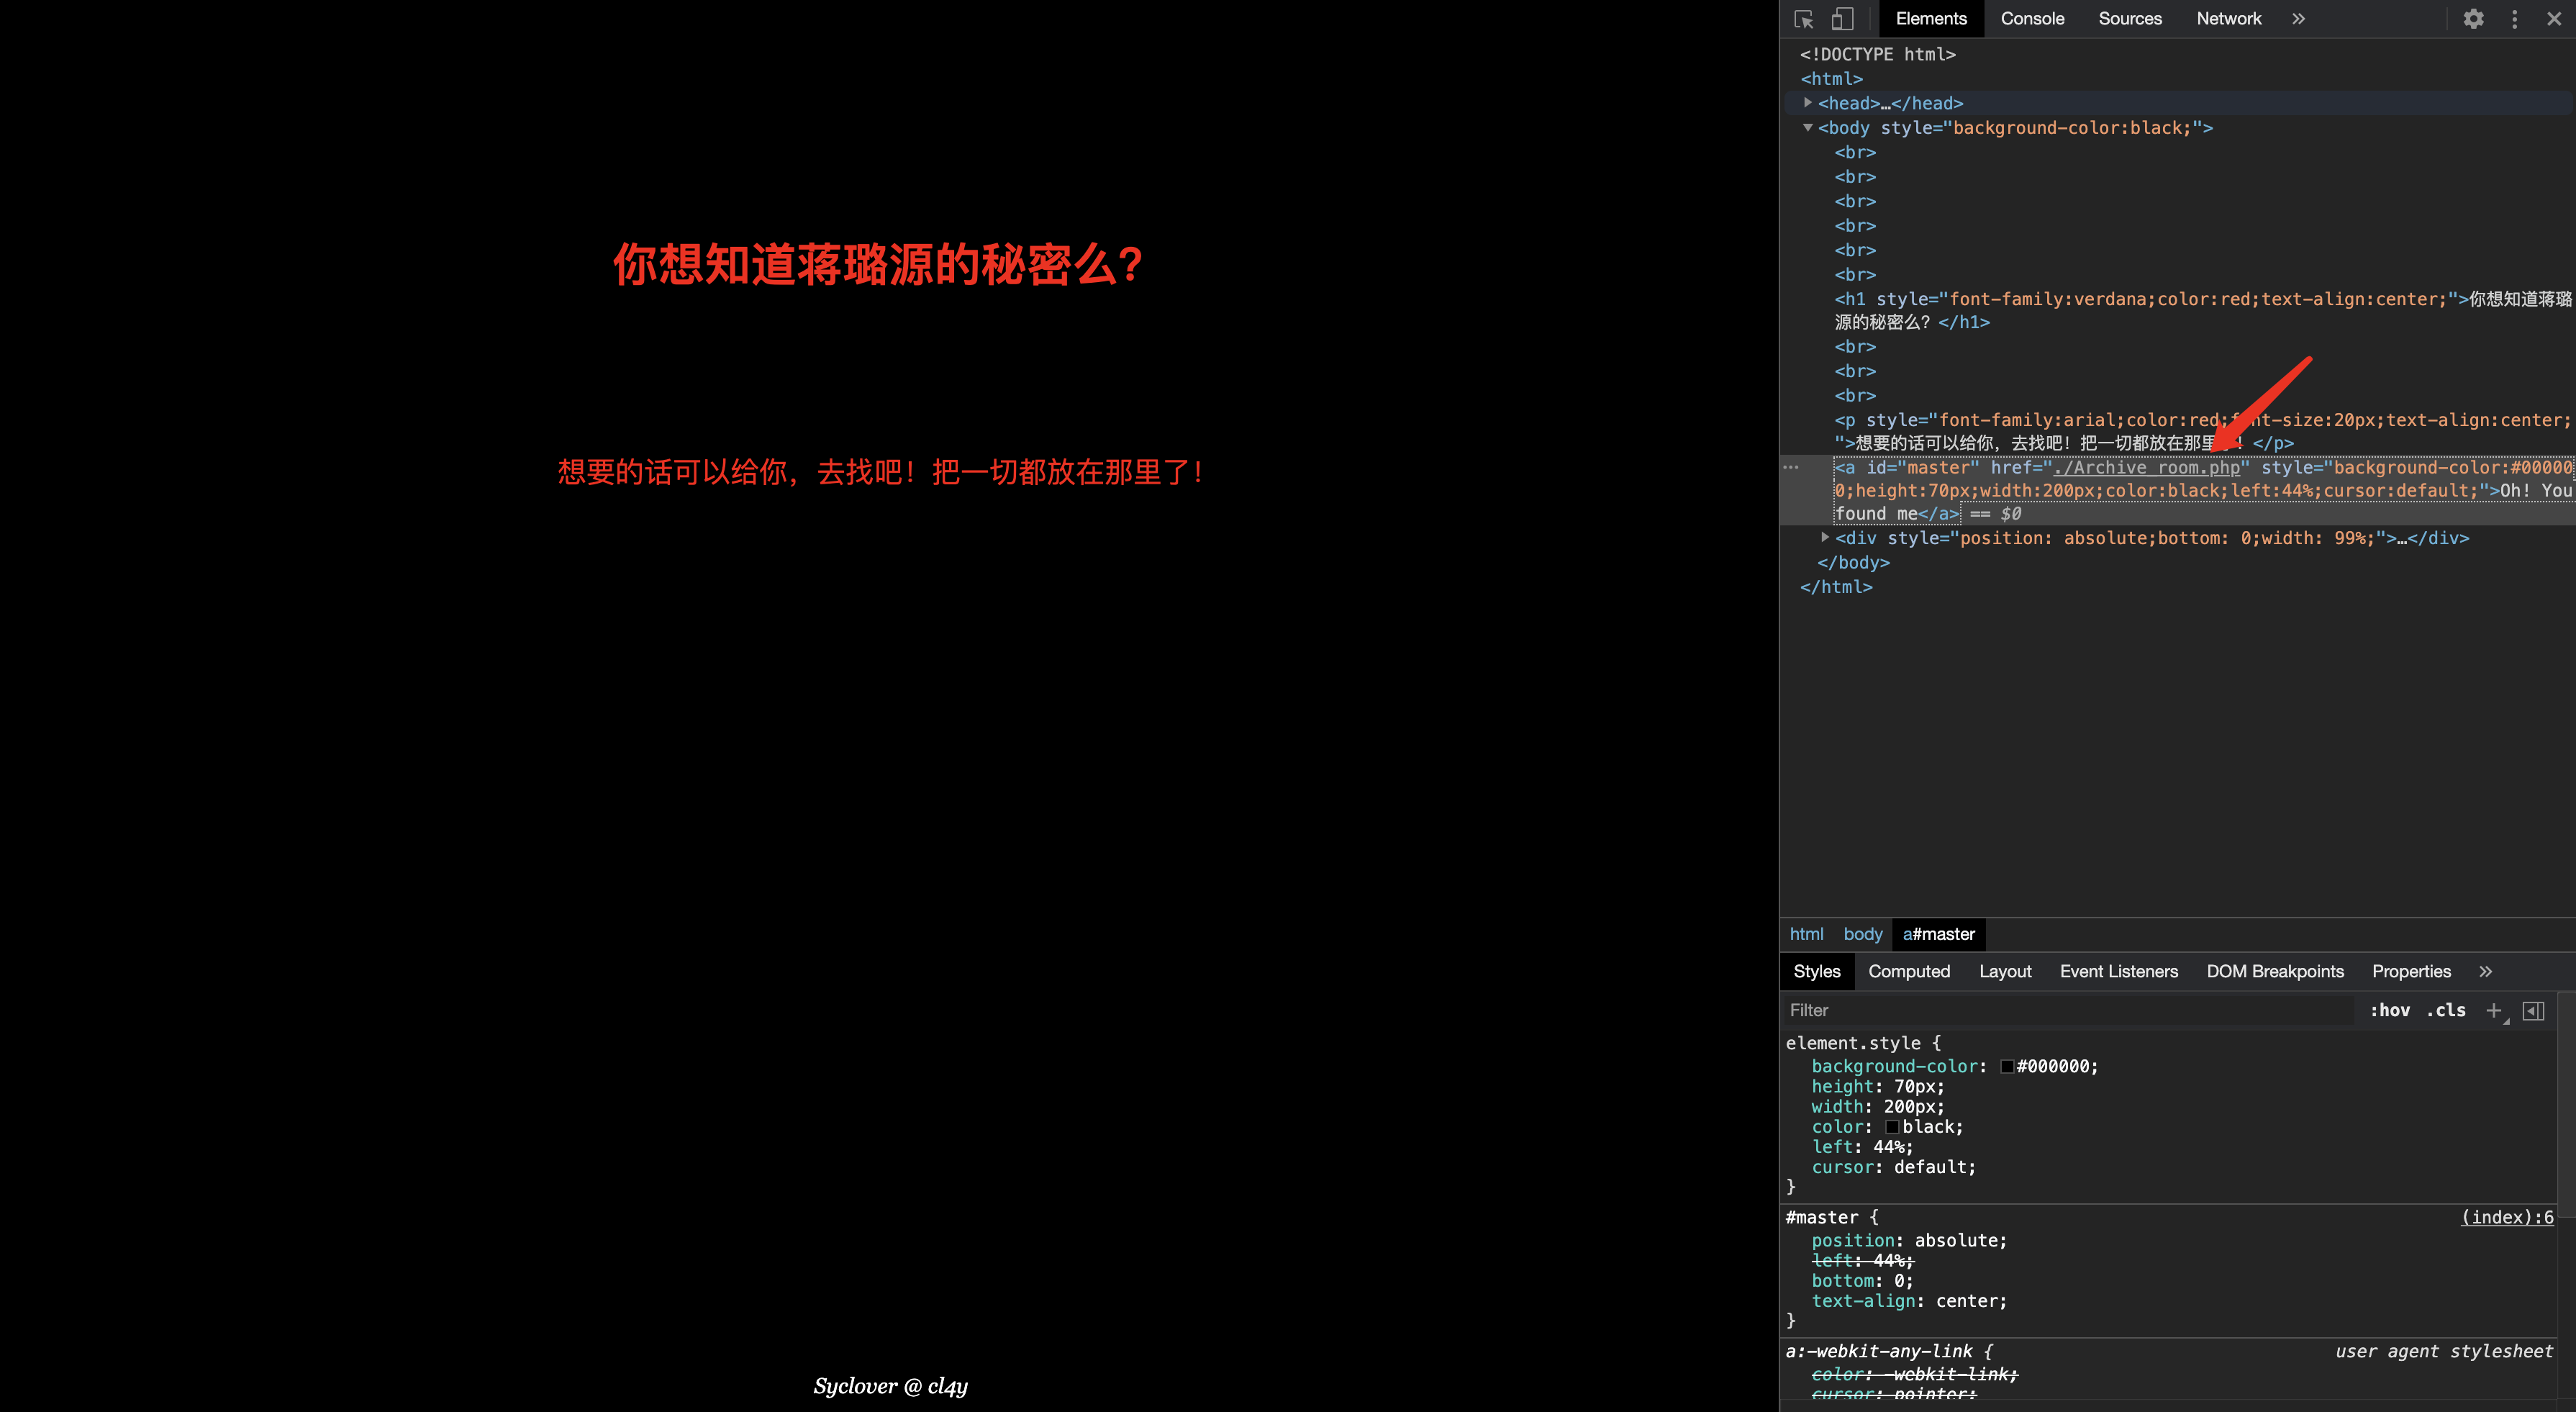 你想知道蒋璐源的秘密么？
想要的话可以给你，去找吧！把一切都放在那里了！
Syclover @ cl4y
Elements Console Sources Network »
<!DOCTYPE html>
<html>
<head>…</head>
<body style="background-color:black;">
<br>
<br>
<br>
<br>
<br>
<br>
<h1 style="font-family:verdana;color:red;text-align:center;">你想知道蒋璐
源的秘密么？</h1>
<br>
<br>
<br>
<p style="font-family:arial;color:red;font-size:20px;text-align:center;
">想要的话可以给你，去找吧！把一切都放在那里！</p>
<a id="master" href="./Archive_room.php" style="background-color:#00000
0;height:70px;width:200px;color:black;left:44%;cursor:default;">Oh! You
found me</a> == $0
<div style="position: absolute;bottom: 0;width: 99%;">…</div>
</body>
</html>
html body a#master
Styles Computed Layout Event Listeners DOM Breakpoints Properties »
Filter :hov .cls +
element.style {
background-color: #000000;
height: 70px;
width: 200px;
color: black;
left: 44%;
cursor: default;
}
#master { (index):6
position: absolute;
left: 44%;
bottom: 0;
text-align: center;
}
a:-webkit-any-link { user agent stylesheet
color: -webkit-link;
cursor: pointer;